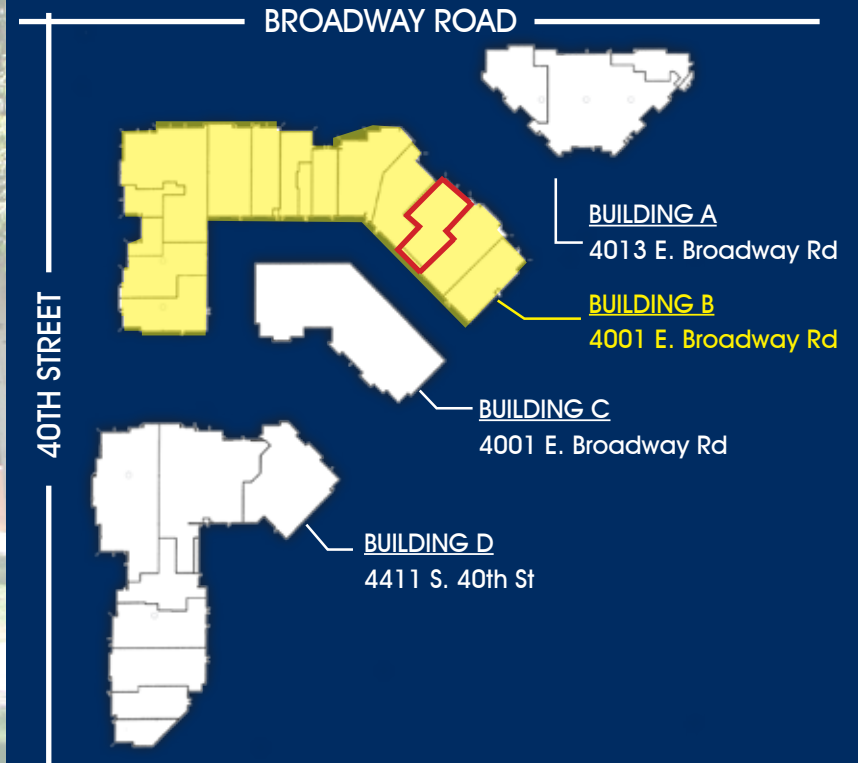 BROADWAY ROAD
40TH STREET
BUILDING A
4013 E. Broadway Rd
BUILDING B
4001 E. Broadway Rd
BUILDING C
4001 E. Broadway Rd
BUILDING D
4411 S. 40th St